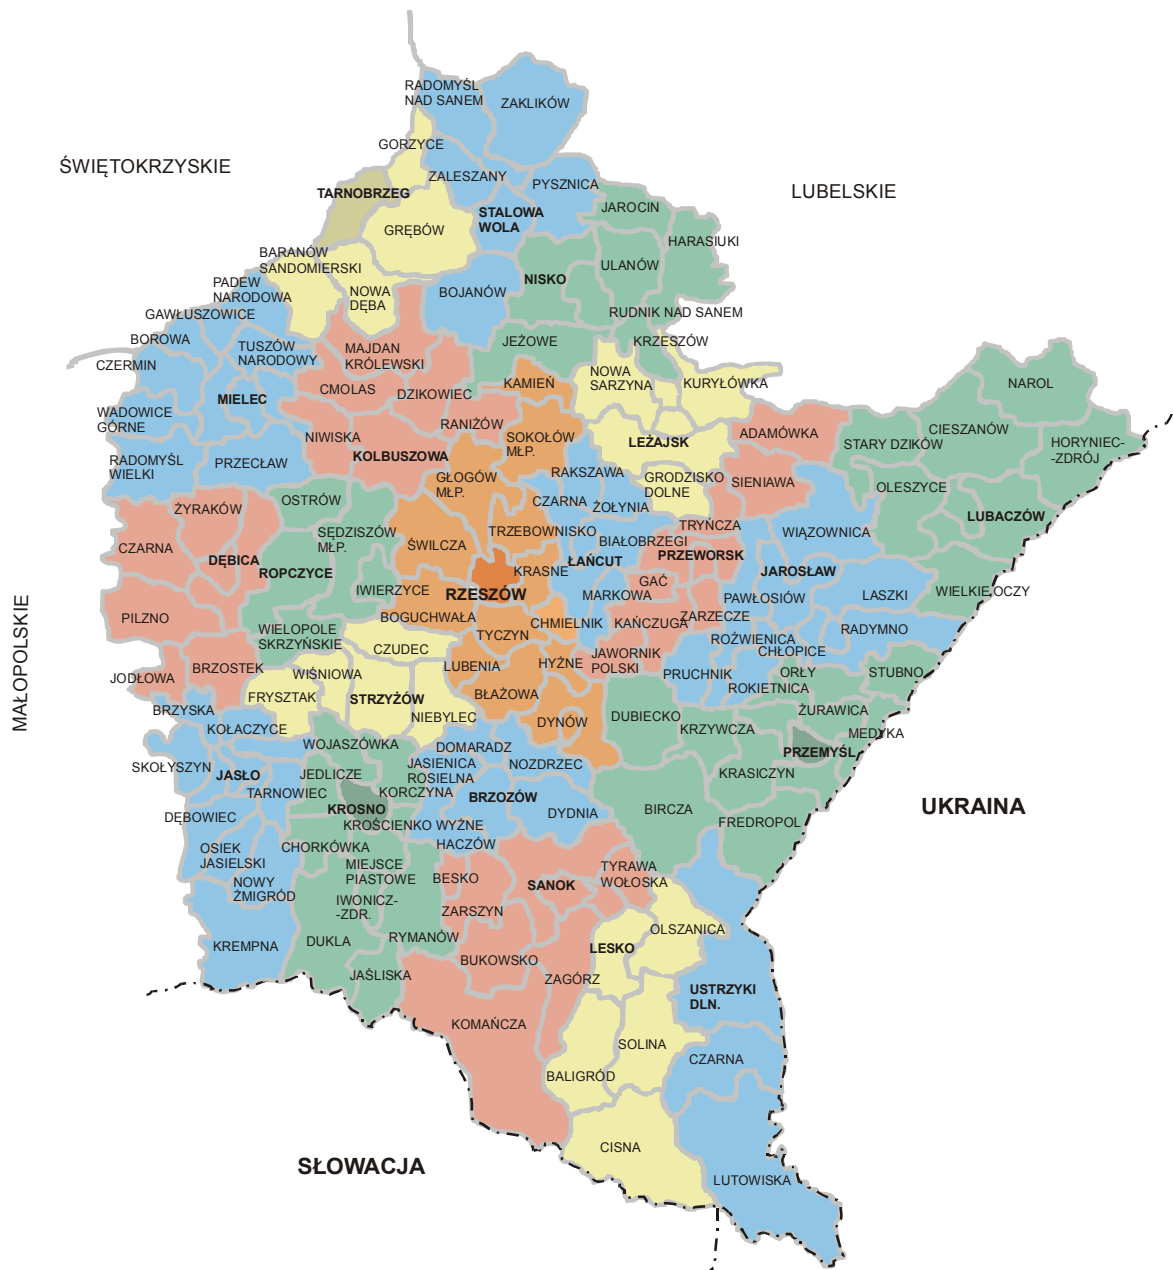 RADOMYŚL
NAD SANEM
ZAKLIKÓW
GORZYCE
ŚWIĘTOKRZYSKIE
ZALESZANY
PYSZNICA
LUBELSKIE
TARNOBRZEG
STALOWA
WOLA
JAROCIN
GRĘBÓW
HARASIUKI
BARANÓW
SANDOMIERSKI
ULANÓW
NISKO
PADEW
NARODOWA
NOWA
DĘBA
BOJANÓW
GAWŁUSZOWICE
RUDNIK NAD SANEM
BOROWA
TUSZÓW
NARODOWY
MAJDAN
KRÓLEWSKI
JEŻOWE
KRZESZÓW
CZERMIN
NOWA
SARZYNA
KURYŁÓWKA
KAMIEŃ
NAROL
CMOLAS
DZIKOWIEC
MIELEC
WADOWICE
GÓRNE
RANIŻÓW
CIESZANÓW
NIWISKA
SOKOŁÓW
MŁP.
LEŻAJSK
ADAMÓWKA
STARY DZIKÓW
HORYNIEC-
-ZDRÓJ
KOLBUSZOWA
RADOMYŚL
WIELKI
PRZECŁAW
RAKSZAWA
GŁOGÓW
MŁP.
GRODZISKO
DOLNE
SIENIAWA
OLESZYCE
OSTRÓW
CZARNA
ŻOŁYNIA
ŻYRAKÓW
LUBACZÓW
TRYŃCZA
SĘDZISZÓW
MŁP.
TRZEBOWNISKO
WIĄZOWNICA
BIAŁOBRZEGI
CZARNA
ŚWILCZA
PRZEWORSK
DĘBICA
ŁAŃCUT
ROPCZYCE
KRASNE
JAROSŁAW
GAĆ
IWIERZYCE
RZESZÓW
MARKOWA
PAWŁOSIÓW
LASZKI
WIELKIE OCZY
PILZNO
BOGUCHWAŁA
ZARZECZE
CHMIELNIK
KAŃCZUGA
WIELOPOLE
SKRZYŃSKIE
TYCZYN
RADYMNO
ROŹWIENICA
CZUDEC
CHŁOPICE
JAWORNIK
POLSKI
MAŁOPOLSKIE
BRZOSTEK
LUBENIA
HYŻNE
JODŁOWA
WIŚNIOWA
PRUCHNIK
ORŁY
STUBNO
ROKIETNICA
FRYSZTAK
STRZYŻÓW
BŁAŻOWA
BRZYSKA
NIEBYLEC
DYNÓW
DUBIECKO
ŻURAWICA
KOŁACZYCE
KRZYWCZA
MEDYKA
WOJASZÓWKA
DOMARADZ
PRZEMYŚL
SKOŁYSZYN
JASIENICA
ROSIELNA
NOZDRZEC
JASŁO
JEDLICZE
KRASICZYN
TARNOWIEC
KORCZYNA
BRZOZÓW
KROSNO
UKRAINA
BIRCZA
DĘBOWIEC
DYDNIA
KROŚCIENKO WYŻNE
FREDROPOL
HACZÓW
OSIEK
JASIELSKI
CHORKÓWKA
MIEJSCE
PIASTOWE
TYRAWA
WOŁOSKA
BESKO
SANOK
NOWY
ŻMIGRÓD
IWONICZ-
-ZDR.
ZARSZYN
OLSZANICA
RYMANÓW
DUKLA
KREMPNA
LESKO
BUKOWSKO
JAŚLISKA
ZAGÓRZ
USTRZYKI
DLN.
KOMAŃCZA
SOLINA
CZARNA
BALIGRÓD
CISNA
SŁOWACJA
LUTOWISKA